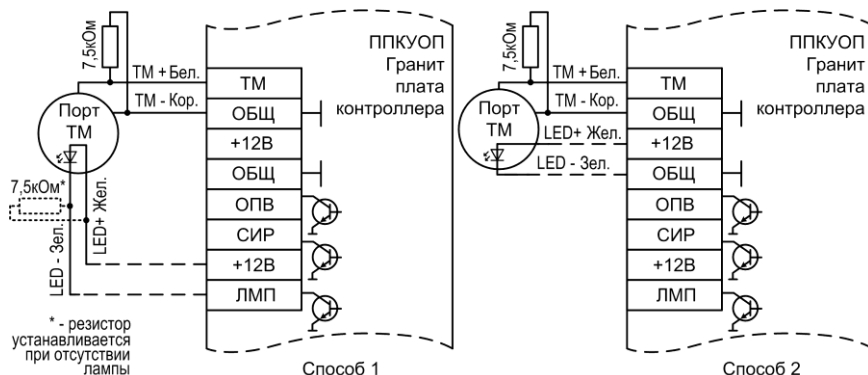 7,5кОм
ТМ + Бел.
ТМ - Кор.
Порт
ТМ
7,5кОм*
LED - Зел.
LED+ Жел.
* - резистор
устанавливается
при отсутствии
лампы
ППКУОП
Гранит
плата
контроллера
ТМ
ОБЩ
+12В
ОБЩ
ОПВ
СИР
+12В
ЛМП
Способ 1
7,5кОм
ТМ + Бел.
ТМ - Кор.
Порт
ТМ
LED+ Жел.
LED - Зел.
ППКУОП
Гранит
плата
контроллера
ТМ
ОБЩ
+12В
ОБЩ
ОПВ
СИР
+12В
ЛМП
Способ 2